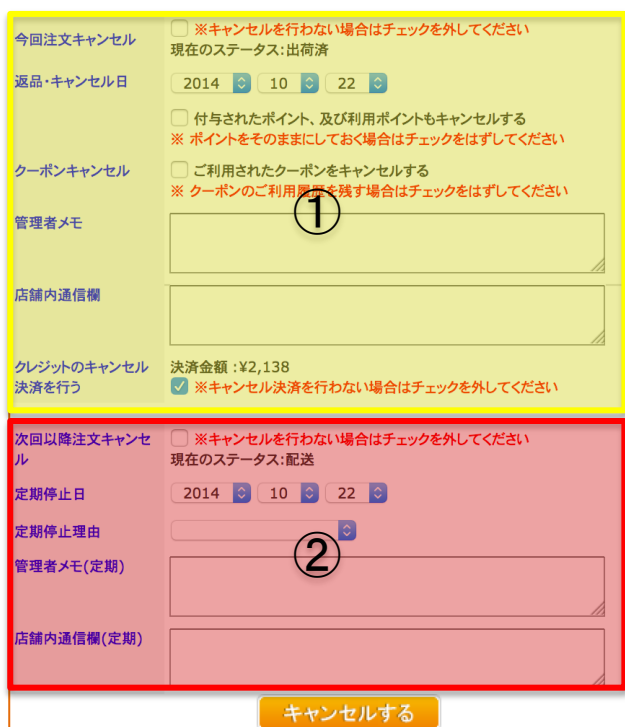 今回注文キャンセル
※キャンセルを行わない場合はチェックを外してください
現在のステータス:出荷済
返品・キャンセル日
2014 10 22
付与されたポイント、及び利用ポイントもキャンセルする
※ ポイントをそのままにしておく場合はチェックをはずしてください
クーポンキャンセル
ご利用されたクーポンをキャンセルする
※ クーポンのご利用履歴を残す場合はチェックをはずしてください
①
管理者メモ
店舗内通信欄
クレジットのキャンセル
決済を行う
決済金額 :¥2,138
※キャンセル決済を行わない場合はチェックを外してください
次回以降注文キャンセ
ル
※キャンセルを行わない場合はチェックを外してください
現在のステータス:配送
定期停止日
2014 10 22
定期停止理由
②
管理者メモ(定期)
店舗内通信欄(定期)
キャンセルする